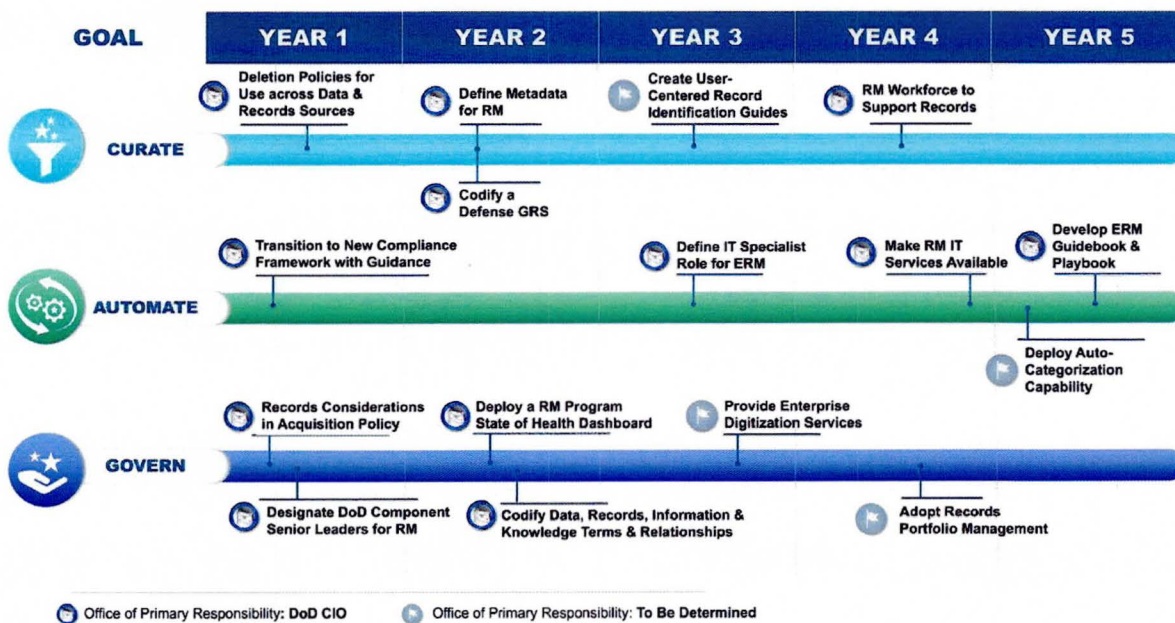 GOAL
YEAR 1
YEAR 2
YEAR 3
YEAR 4
YEAR 5
Deletion Policies for
Use across Data &
Records Sources
Define Metadata
for RM
Create User-
Centered Record
Identification Guides
RM Workforce to
Support Records
CURATE
Codify a
Defense GRS
Transition to New Compliance
Framework with Guidance
Define IT Specialist
Role for ERM
Make RM IT
Services Available
Develop ERM
Guidebook &
Playbook
AUTOMATE
Deploy Auto-
Categorization
Capability
Records Considerations
in Acquisition Policy
Deploy a RM Program
State of Health Dashboard
Provide Enterprise
Digitization Services
GOVERN
Designate DoD Component
Senior Leaders for RM
Codify Data, Records, Information &
Knowledge Terms & Relationships
Adopt Records
Portfolio Management
Office of Primary Responsibility: DoD CIO
Office of Primary Responsibility: To Be Determined